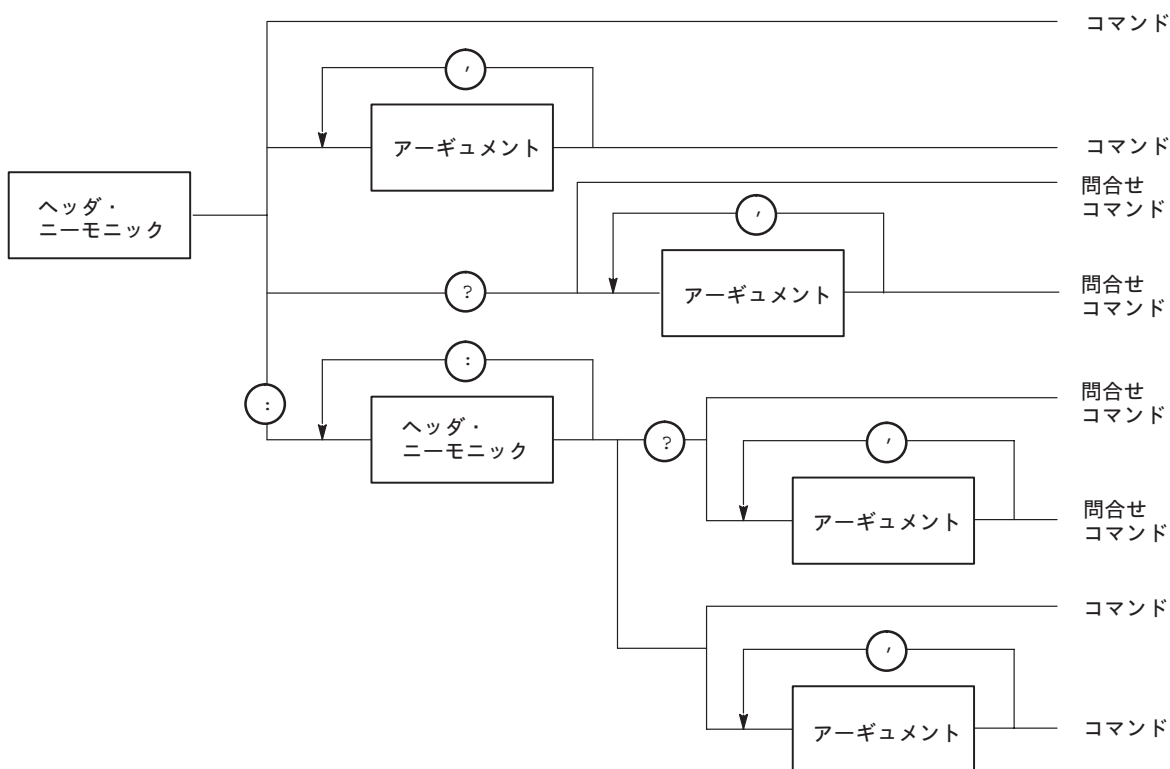 コマンド
,
アーギュメント
コマンド
ヘッダ・
ニーモニック
問合せ
コマンド
,
?
アーギュメント
問合せ
コマンド
:
:
ヘッダ・
ニーモニック
問合せ
コマンド
?
,
アーギュメント
問合せ
コマンド
コマンド
,
アーギュメント
コマンド